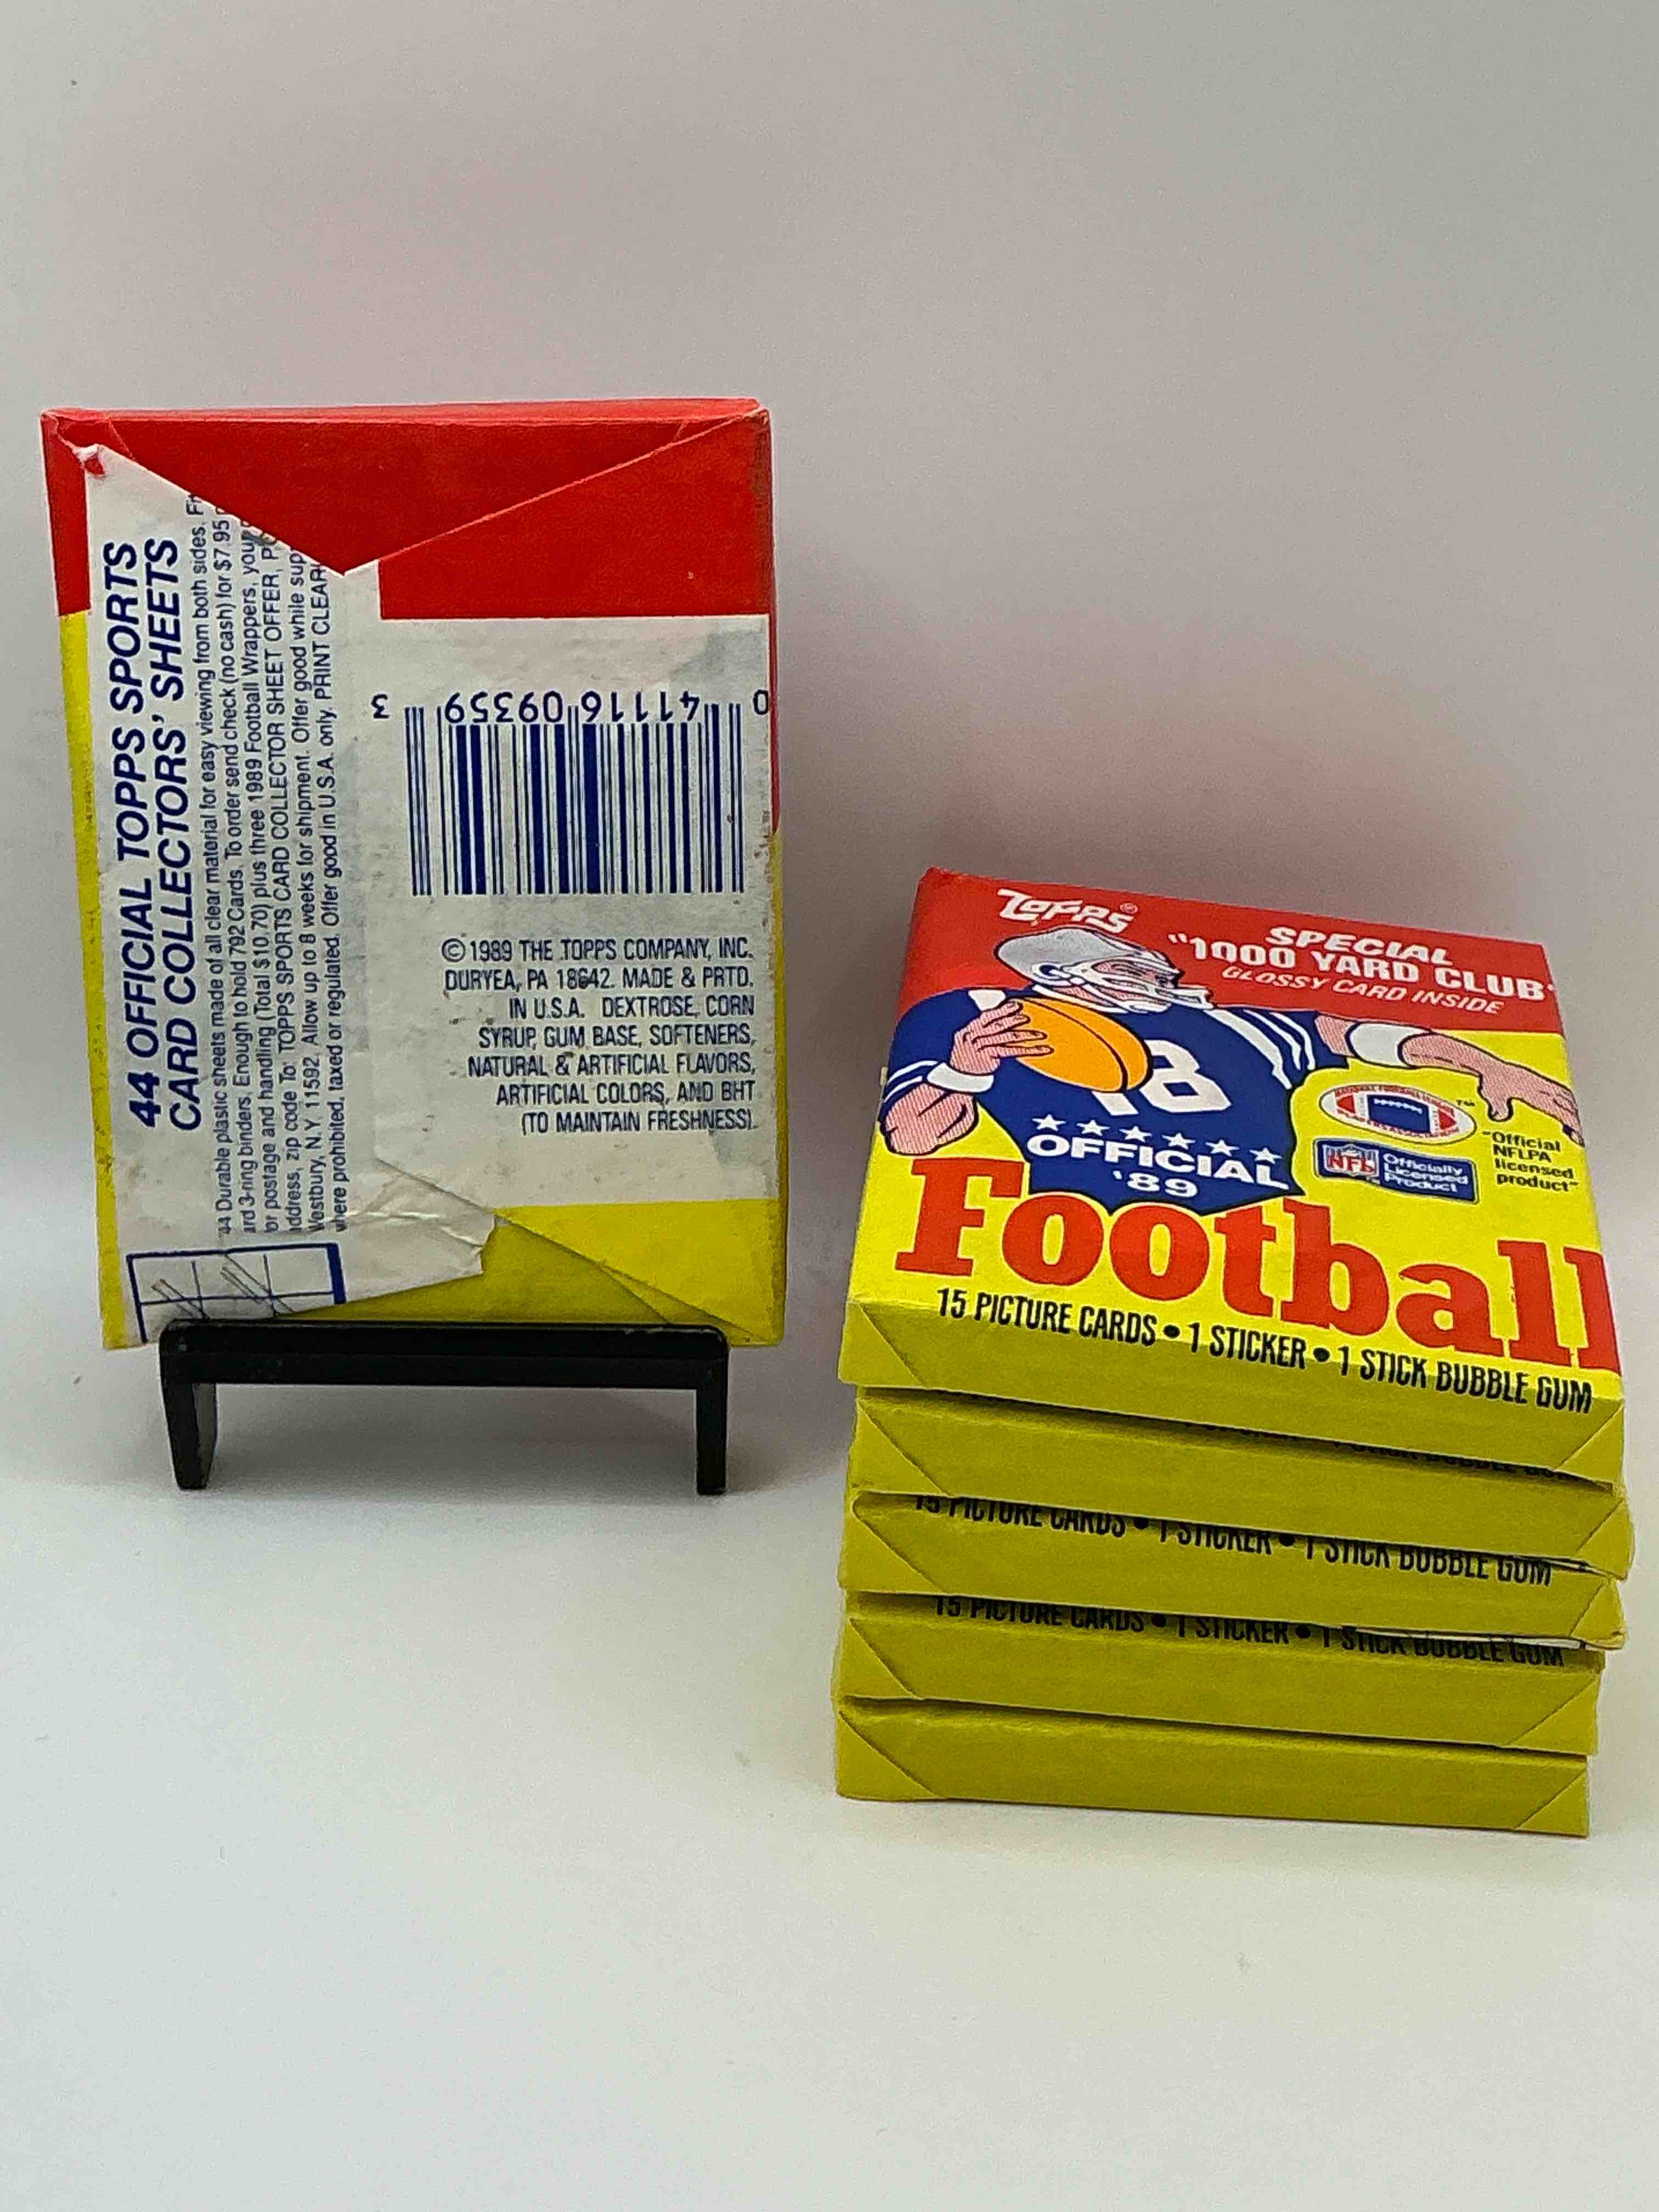 44 OFFICIAL TOPPS SPORTS
CARD COLLECTORS' SHEETS
44 Durable plastic sheets made of all clear material for easy viewing from both sides.
3-ring binders. Enough to hold 792 Cards. To order send check (no cash) for $7.95
postage and handling (Total $10.70) plus three 1989 Football Wrappers,
zip code To: TOPPS SPORTS CARD COLLECTOR SHEET OFFER,
Westbury, N.Y. 11592. Allow up to 8 weeks for shipment. Offer good while
where prohibited, taxed or regulated. Offer good in U.S.A. only. PRINT
0 41116 09359 3
© 1989 THE TOPPS COMPANY, INC.
DURYEA, PA 18642. MADE & PRTD.
IN U.S.A. DEXTROSE, CORN
SYRUP, GUM BASE, SOFTENERS,
NATURAL & ARTIFICIAL FLAVORS,
ARTIFICIAL COLORS, AND BHT
(TO MAINTAIN FRESHNESS).
TOPPS®
SPECIAL
"1000 YARD CLUB"
GLOSSY CARD INSIDE
18
OFFICIAL
'89
TM
"Official
NFLPA
licensed
product"
NFL
Officially
Licensed
Product
Football
15 PICTURE CARDS • 1 STICKER • 1 STICK BUBBLE GUM
15 PICTURE CARDS • 1 STICKER • 1 STICK BUBBLE GUM
15 PICTURE CARDS • 1 STICKER • 1 STICK BUBBLE GUM